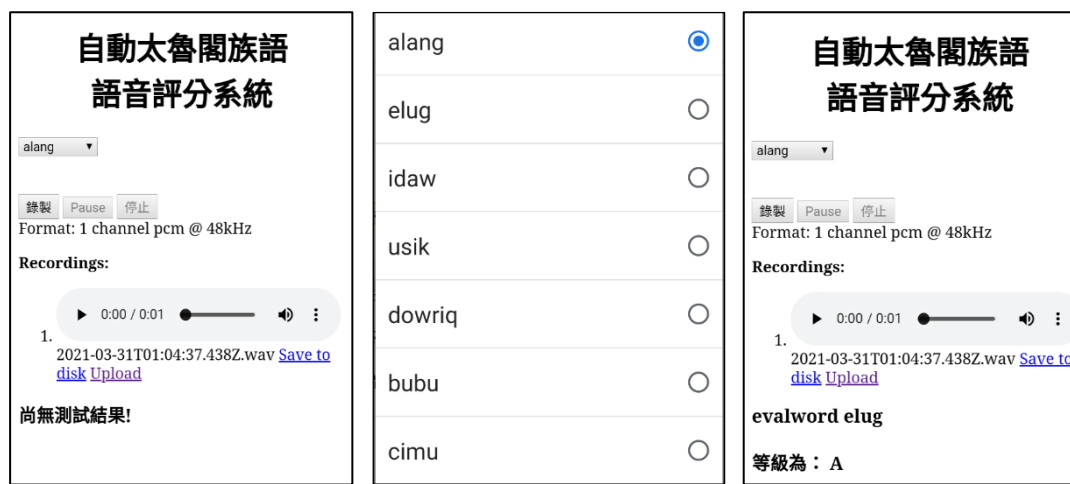 自動太魯閣族語
語音評分系統
alang
錄製 Pause 停止
Format: 1 channel pcm @ 48kHz
Recordings:
0:00 / 0:01
1.
2021-03-31T01:04:37.438Z.wav Save to
disk Upload
尚無測試結果!
alang
elug
idaw
usik
dowriq
bubu
cimu
自動太魯閣族語
語音評分系統
alang
錄製 Pause 停止
Format: 1 channel pcm @ 48kHz
Recordings:
0:00 / 0:01
1.
2021-03-31T01:04:37.438Z.wav Save to
disk Upload
evalword elug
等級為： A